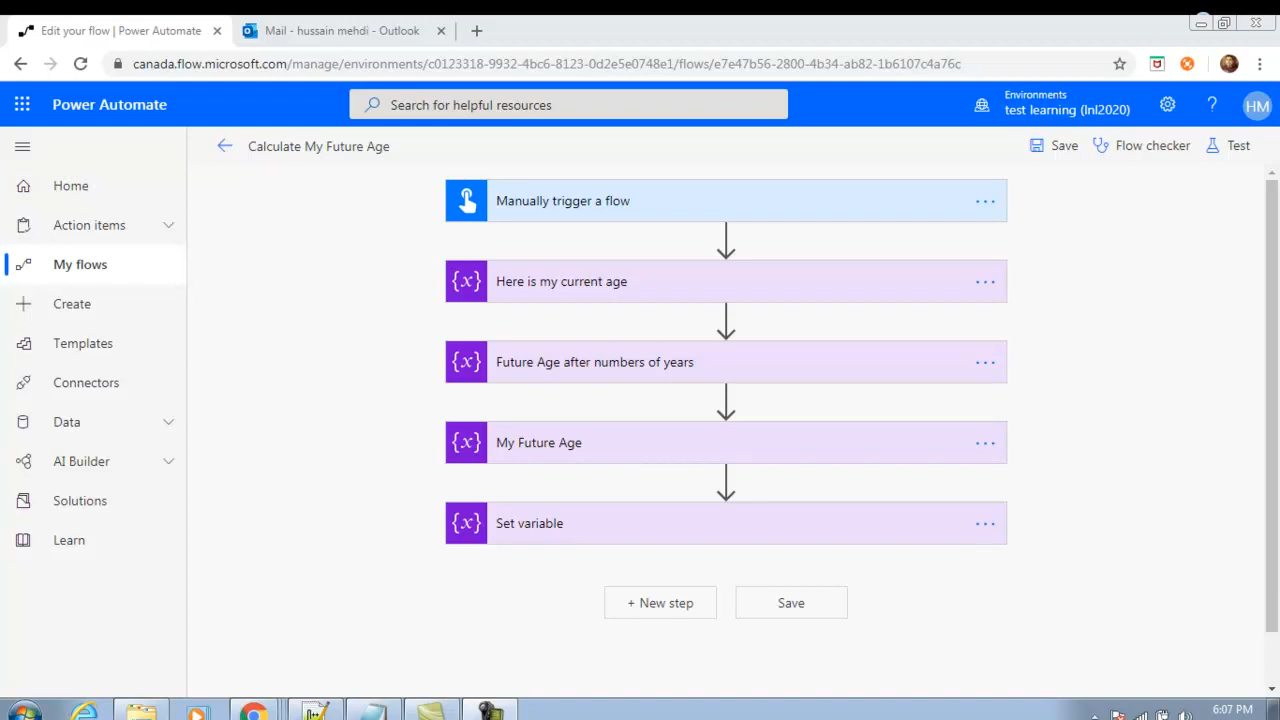 Edit your flow | Power Automate
Mail - hussain mehdi - Outlook
canada.flow.microsoft.com/manage/environments/c0123318-9932-4bc6-8123-0d2e5e0748e1/flows/e7e47b56-2800-4b34-ab82-1b6107c4a76c
Power Automate
Search for helpful resources
Environments
test learning (lnl2020)
?
HM
Calculate My Future Age
Save
Flow checker
Test
Home
Action items
My flows
Create
Templates
Connectors
Data
AI Builder
Solutions
Learn
Manually trigger a flow
...
{x} Here is my current age
...
{x} Future Age after numbers of years
...
{x} My Future Age
...
{x} Set variable
...
+ New step
Save
6:07 PM